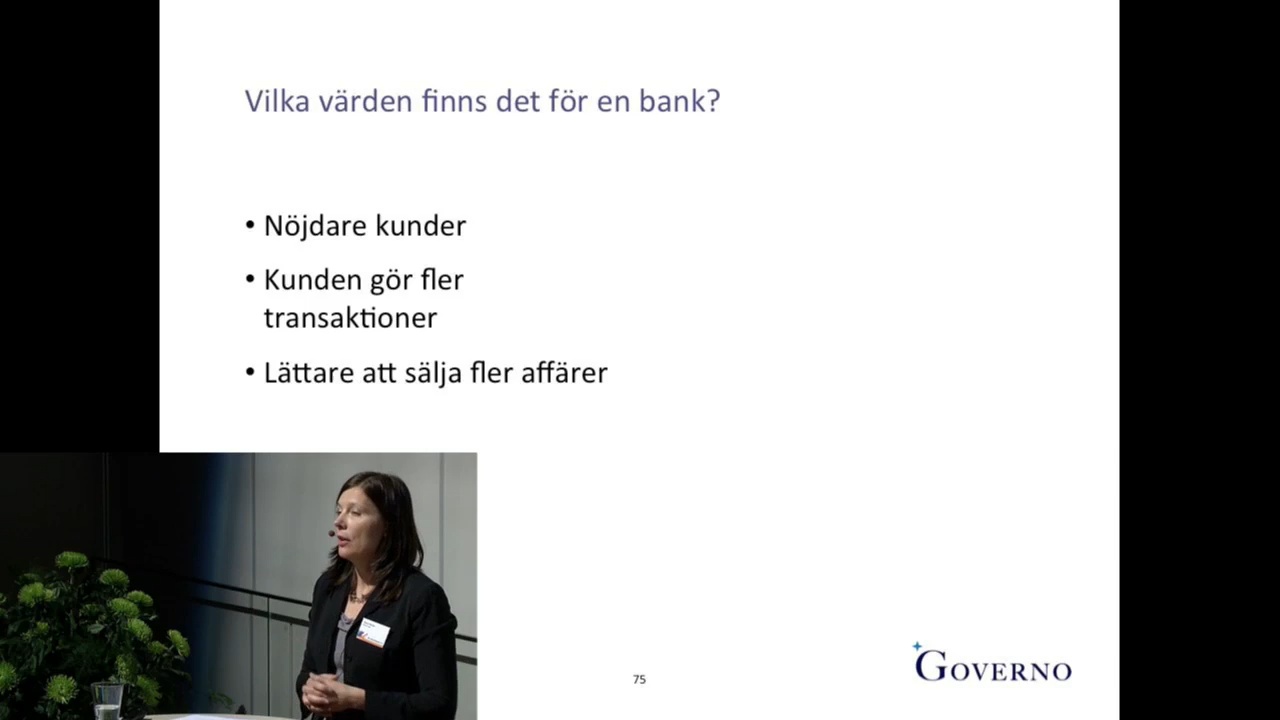 Vilka värden finns det för en bank?
• Nöjdare kunder
• Kunden gör fler
transaktioner
• Lättare att sälja fler affärer
75
GOVERNO